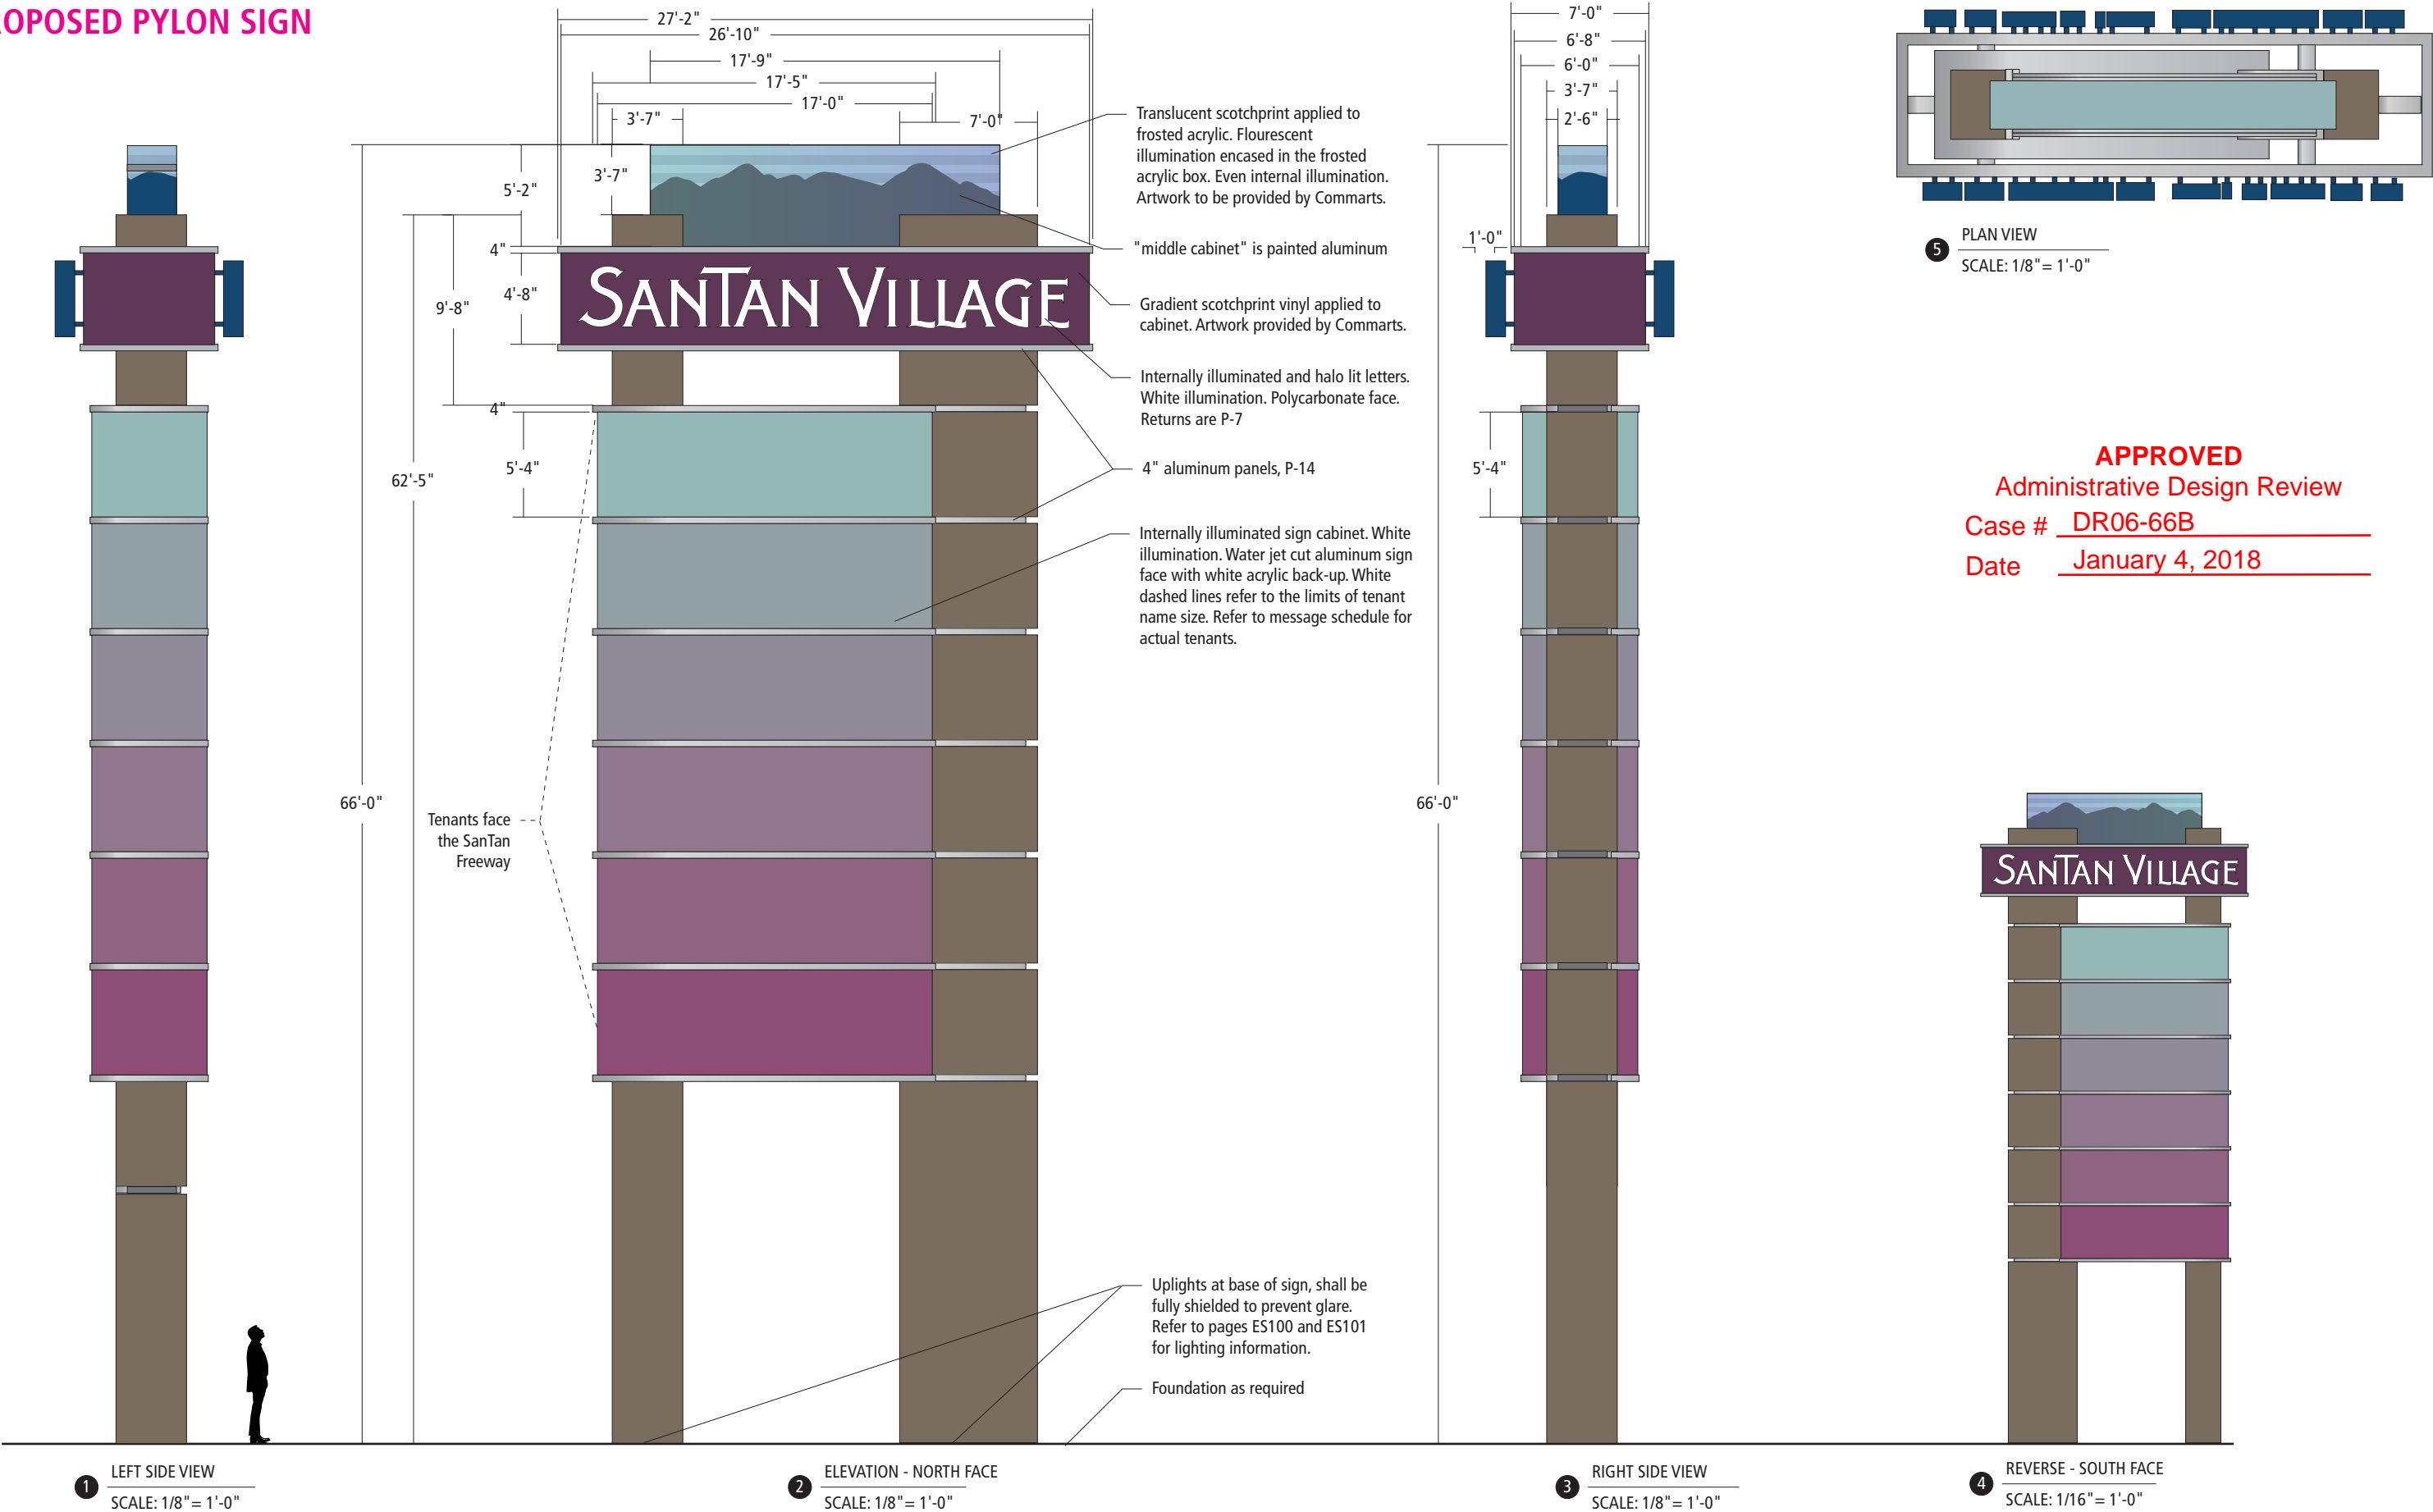 OPOSED PYLON SIGN
27'-2"
26'-10"
17'-9"
17'-5"
17'-0"
3'-7"
7'-0"
3'-7"
5'-2"
4"
4'-8"
9'-8"
4"
5'-4"
62'-5"
66'-0"
SANTAN VILLAGE
Tenants face
the SanTan
Freeway
Translucent scotchprint applied to
frosted acrylic. Flourescent
illumination encased in the frosted
acrylic box. Even internal illumination.
Artwork to be provided by Commarts.
"middle cabinet" is painted aluminum
Gradient scotchprint vinyl applied to
cabinet. Artwork provided by Commarts.
Internally illuminated and halo lit letters.
White illumination. Polycarbonate face.
Returns are P-7
4" aluminum panels, P-14
Internally illuminated sign cabinet. White
illumination. Water jet cut aluminum sign
face with white acrylic back-up. White
dashed lines refer to the limits of tenant
name size. Refer to message schedule for
actual tenants.
Uplights at base of sign, shall be
fully shielded to prevent glare.
Refer to pages ES100 and ES101
for lighting information.
Foundation as required
7'-0"
6'-8"
6'-0"
3'-7"
2'-6"
1'-0"
5'-4"
66'-0"
5 PLAN VIEW
SCALE: 1/8"= 1'-0"
APPROVED
Administrative Design Review
Case # DR06-66B
Date January 4, 2018
SANTAN VILLAGE
1 LEFT SIDE VIEW
SCALE: 1/8"= 1'-0"
2 ELEVATION - NORTH FACE
SCALE: 1/8"= 1'-0"
3 RIGHT SIDE VIEW
SCALE: 1/8"= 1'-0"
4 REVERSE - SOUTH FACE
SCALE: 1/16"= 1'-0"